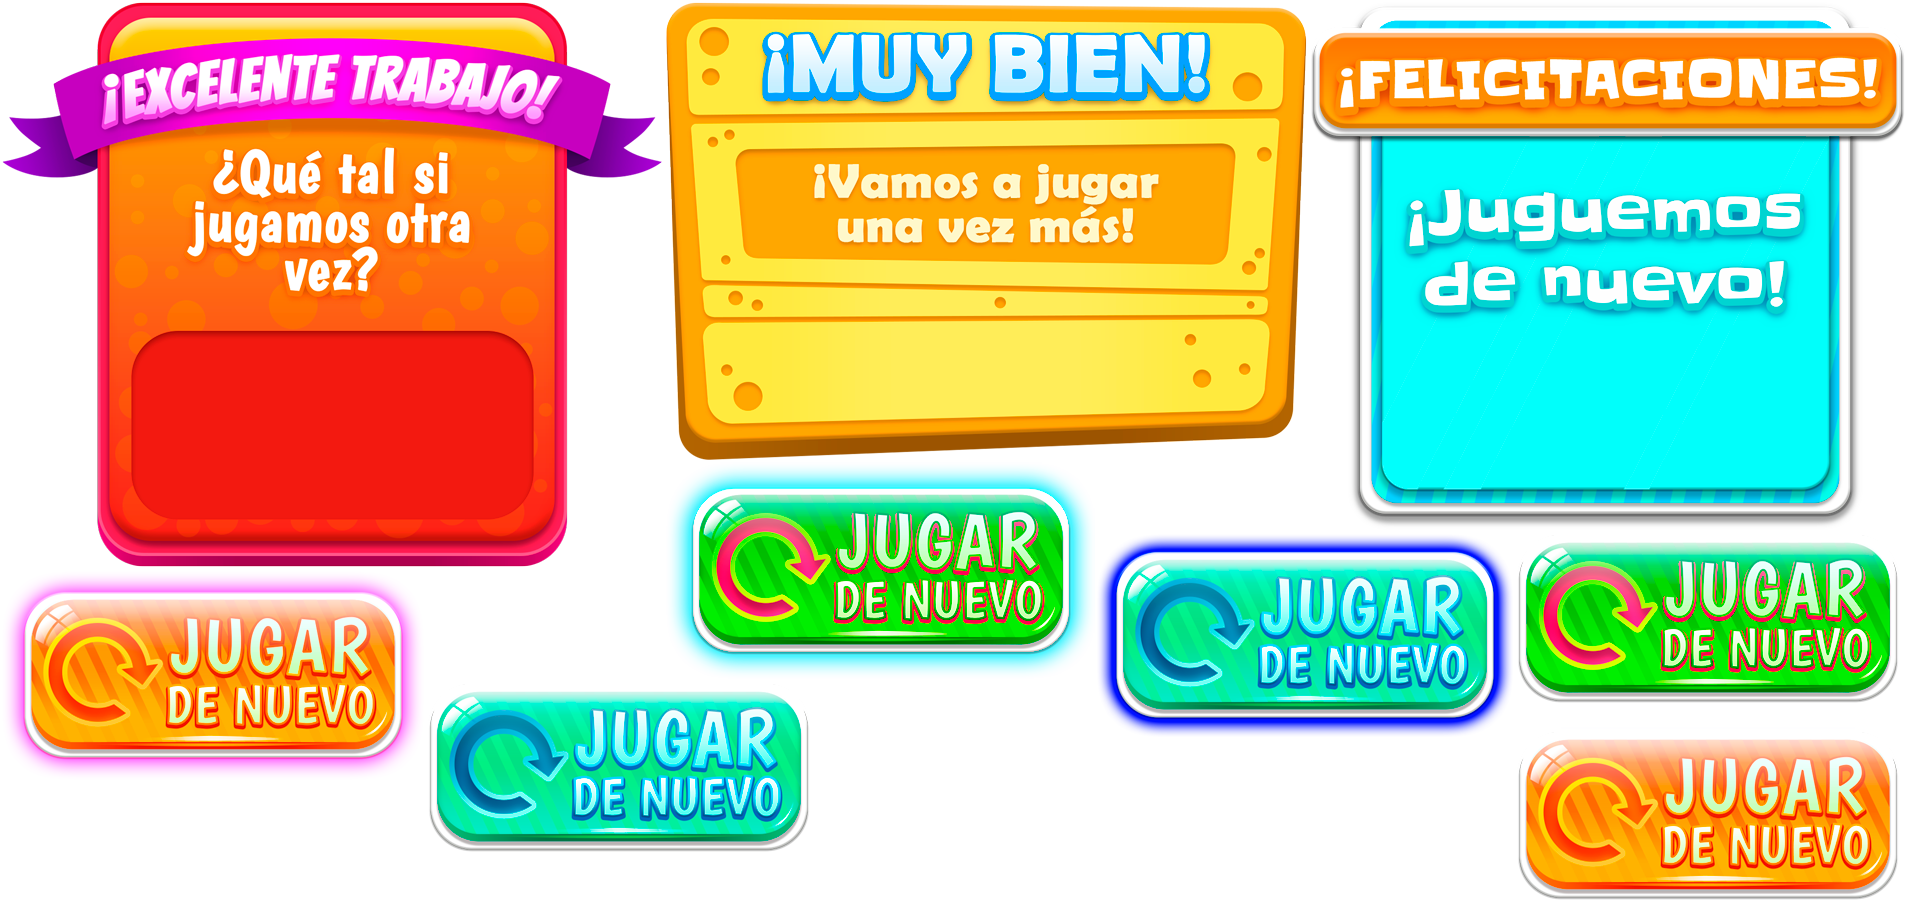 ¡EXCELENTE TRABAJO!
¿Qué tal si
jugamos otra
vez?
¡MUY BIEN!
¡Vamos a jugar
una vez más!
¡FELICITACIONES!
¡Juguemos
de nuevo!
JUGAR
DE NUEVO
JUGAR
DE NUEVO
JUGAR
DE NUEVO
JUGAR
DE NUEVO
JUGAR
DE NUEVO
JUGAR
DE NUEVO